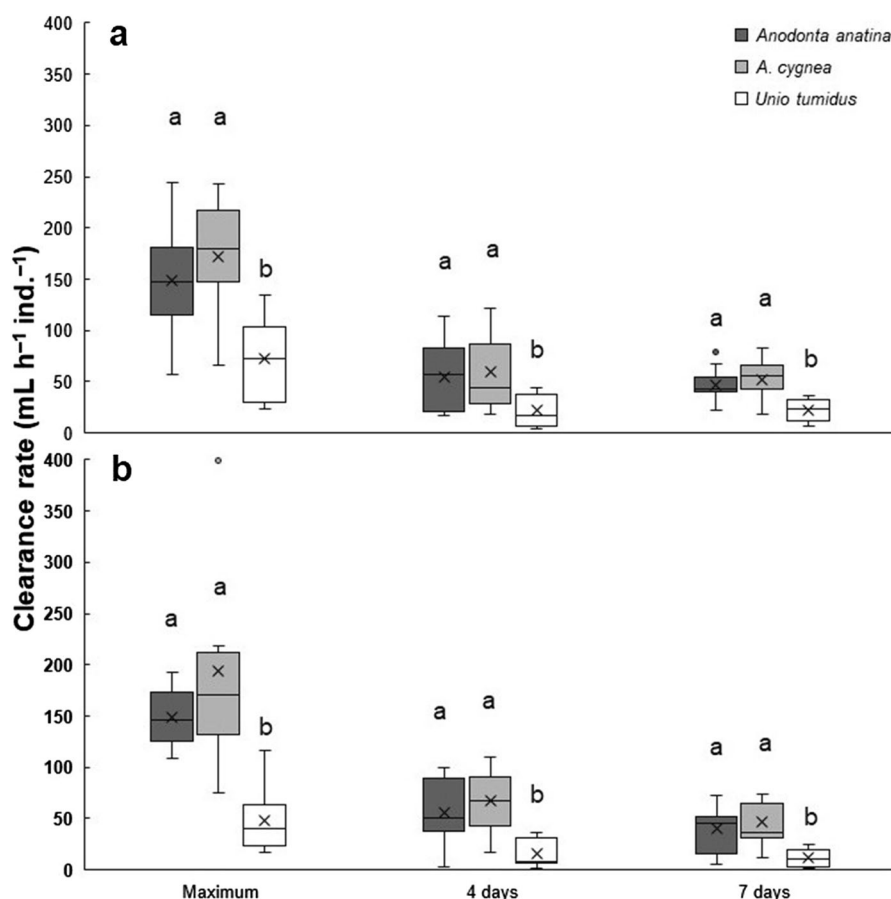 Clearance rate (mL h⁻¹ ind.⁻¹)
a
400
350
300
250
200
150
100
50
0
Anodonta anatina
A. cygnea
Unio tumidus
a a b
a a b
a a b
b
400
350
300
250
200
150
100
50
0
a a b
a a b
a a b
Maximum 4 days 7 days